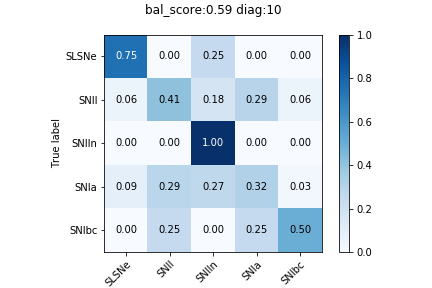 bal_score:0.59 diag:10
SLSNe 0.75 0.00 0.25 0.00 0.00
SNII 0.06 0.41 0.18 0.29 0.06
SNIIn 0.00 0.00 1.00 0.00 0.00
SNIa 0.09 0.29 0.27 0.32 0.03
SNIbc 0.00 0.25 0.00 0.25 0.50
True label
SLSNe SNII SNIIn SNIa SNIbc
1.0
0.8
0.6
0.4
0.2
0.0